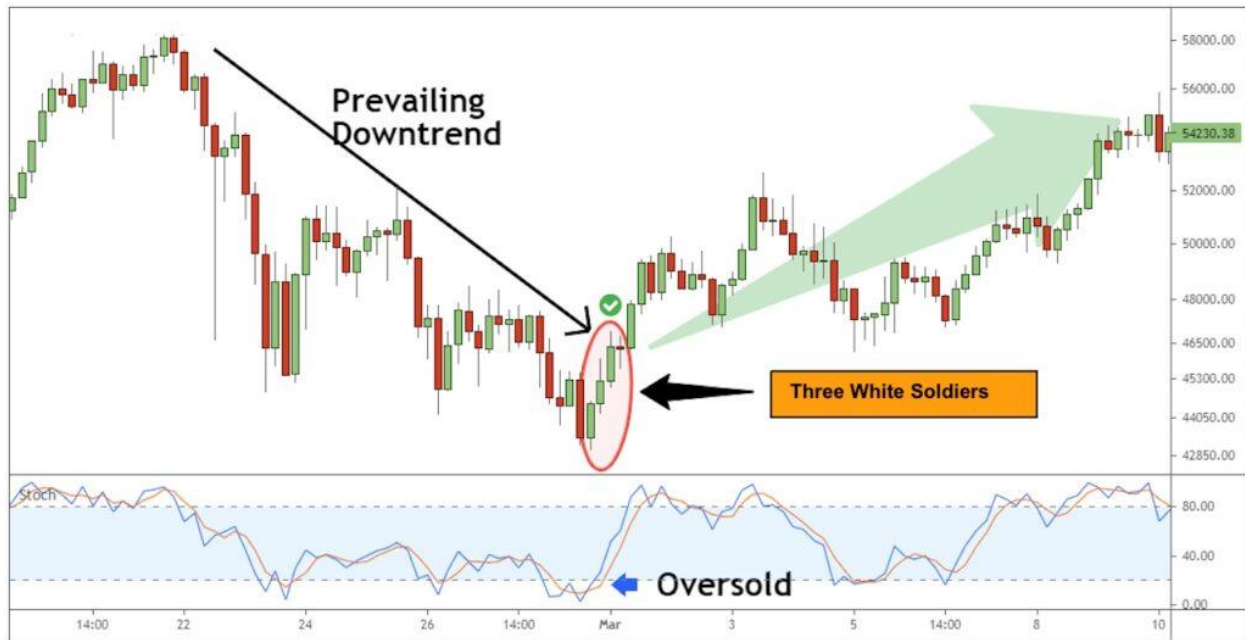 58000.00
Prevailing
Downtrend
56000.00
54230.38
52000.00
50000.00
48000.00
46500.00
Three White Soldiers
45300.00
44050.00
42850.00
Stoch
80.00
40.00
Oversold
0.00
14:00 22 24 26 14:00 Mar 3 5 14:00 8 10